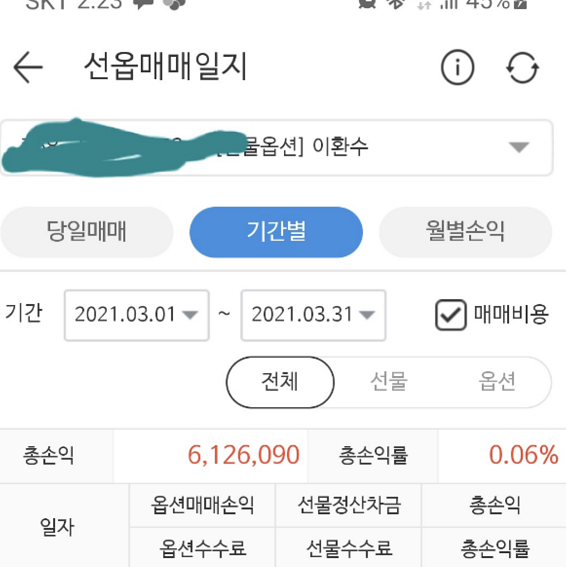 SKT 2:23 45%
선옵매매일지
[선물옵션] 이환수
당일매매 기간별 월별손익
기간 2021.03.01 ~ 2021.03.31 매매비용
전체 선물 옵션
총손익 6,126,090 총손익률 0.06%
일자 옵션매매손익 선물정산차금 총손익
옵션수수료 선물수수료 총손익률